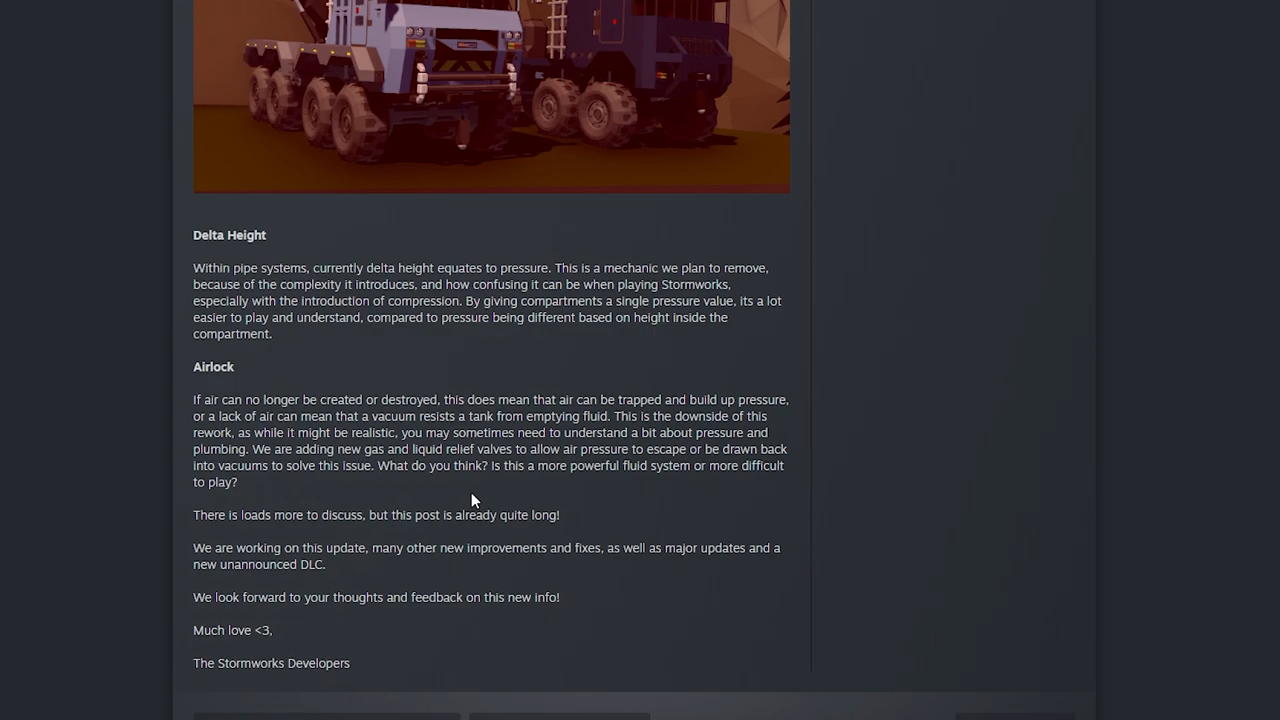 Delta Height
Within pipe systems, currently delta height equates to pressure. This is a mechanic we plan to remove,
because of the complexity it introduces, and how confusing it can be when playing Stormworks,
especially with the introduction of compression. By giving compartments a single pressure value, its a lot
easier to play and understand, compared to pressure being different based on height inside the
compartment.
Airlock
If air can no longer be created or destroyed, this does mean that air can be trapped and build up pressure,
or a lack of air can mean that a vacuum resists a tank from emptying fluid. This is the downside of this
rework, as while it might be realistic, you may sometimes need to understand a bit about pressure and
plumbing. We are adding new gas and liquid relief valves to allow air pressure to escape or be drawn back
into vacuums to solve this issue. What do you think? Is this a more powerful fluid system or more difficult
to play?
There is loads more to discuss, but this post is already quite long!
We are working on this update, many other new improvements and fixes, as well as major updates and a
new unannounced DLC.
We look forward to your thoughts and feedback on this new info!
Much love <3,
The Stormworks Developers